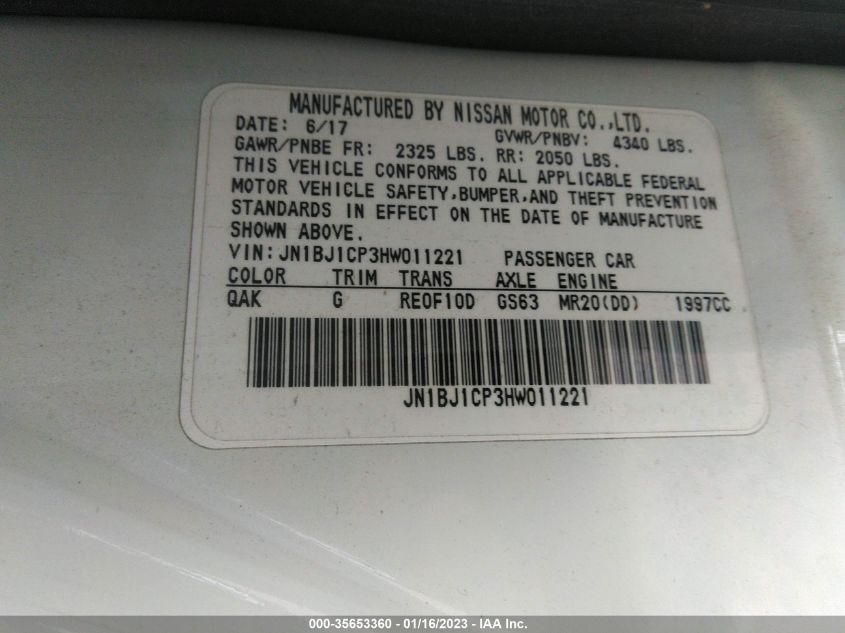 MANUFACTURED BY NISSAN MOTOR CO.,LTD.
DATE: 6/17 GVWR/PNBV: 4340 LBS.
GAWR/PNBE FR: 2325 LBS. RR: 2050 LBS.
THIS VEHICLE CONFORMS TO ALL APPLICABLE FEDERAL
MOTOR VEHICLE SAFETY,BUMPER,AND THEFT PREVENTION
STANDARDS IN EFFECT ON THE DATE OF MANUFACTURE
SHOWN ABOVE.
VIN:JN1BJ1CP3HW011221 PASSENGER CAR
COLOR TRIM TRANS AXLE ENGINE
QAK G RE0F10D GS63 MR20(DD) 1997CC
JN1BJ1CP3HW011221
000-35653360 - 01/16/2023 - IAA Inc.